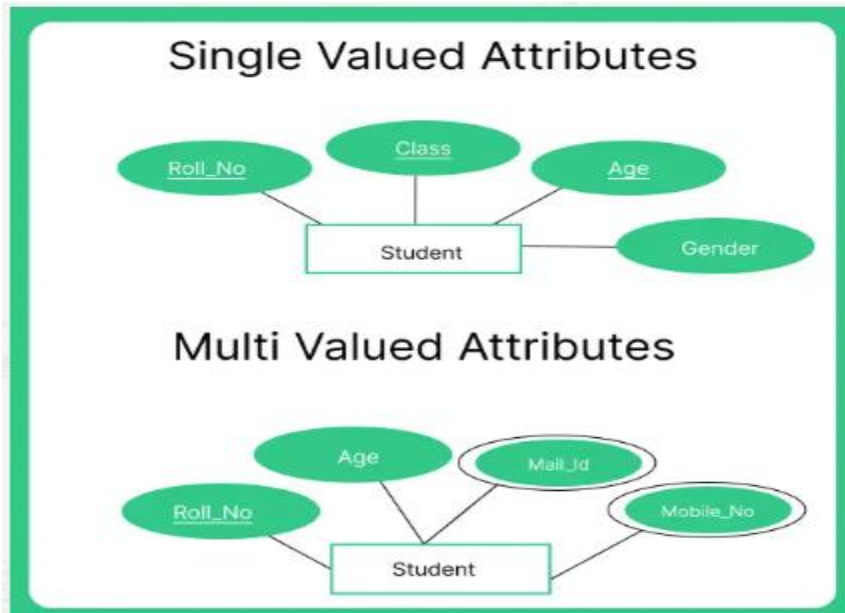 Single Valued Attributes
Class
Roll_No
Age
Student
Gender
Multi Valued Attributes
Age
Mail_Id
Roll_No
Mobile_No
Student